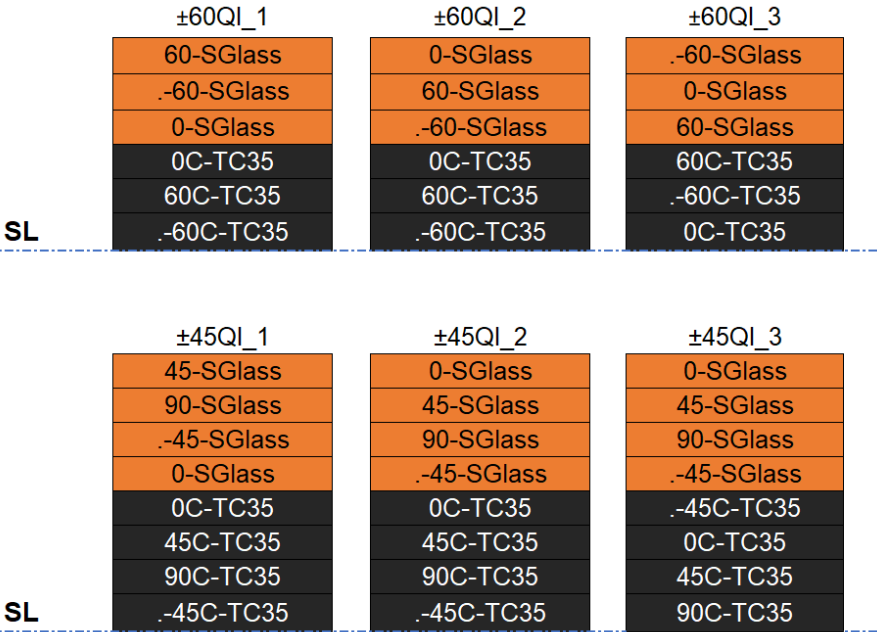 ±60QI_1 ±60QI_2 ±60QI_3
60-SGlass 0-SGlass .-60-SGlass
.-60-SGlass 60-SGlass 0-SGlass
0-SGlass .-60-SGlass 60-SGlass
0C-TC35 0C-TC35 60C-TC35
60C-TC35 60C-TC35 .-60C-TC35
SL .-60C-TC35 .-60C-TC35 0C-TC35
±45QI_1 ±45QI_2 ±45QI_3
45-SGlass 0-SGlass 0-SGlass
90-SGlass 45-SGlass 45-SGlass
.-45-SGlass 90-SGlass 90-SGlass
0-SGlass .-45-SGlass .-45-SGlass
0C-TC35 0C-TC35 .-45C-TC35
45C-TC35 45C-TC35 0C-TC35
90C-TC35 90C-TC35 45C-TC35
SL .-45C-TC35 .-45C-TC35 90C-TC35